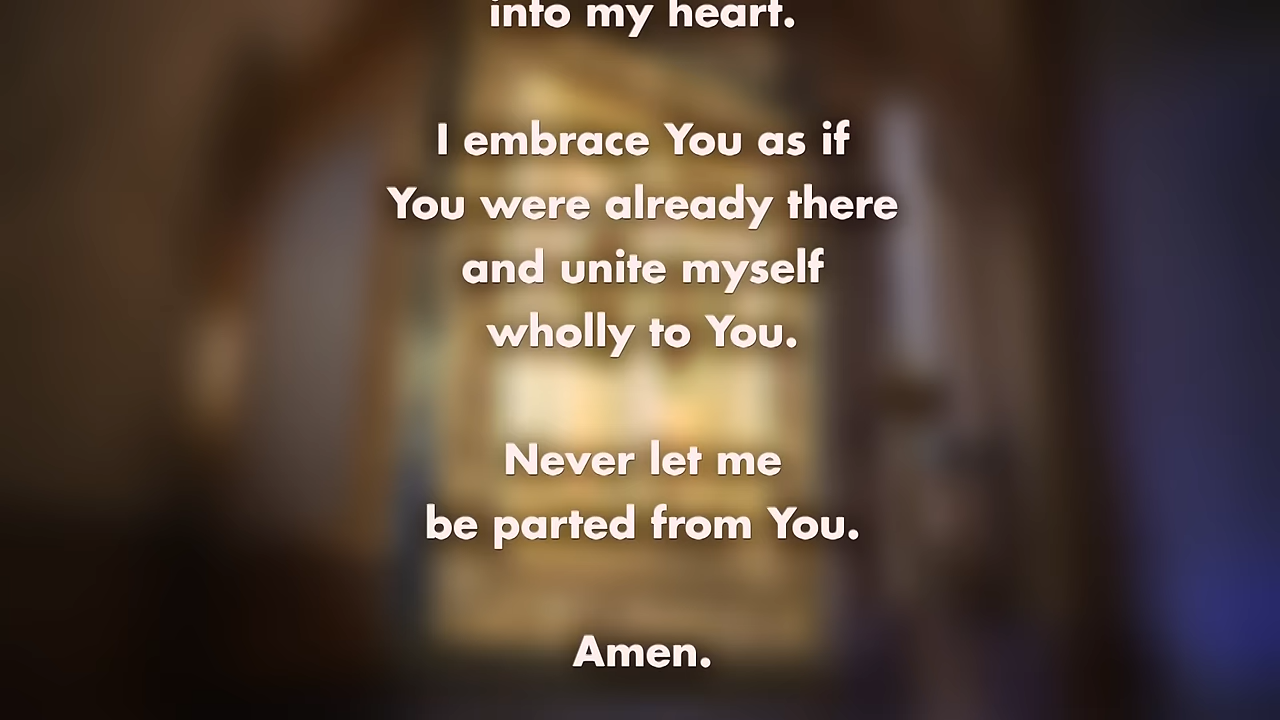 into my heart.
I embrace You as if
You were already there
and unite myself
wholly to You.
Never let me
be parted from You.
Amen.